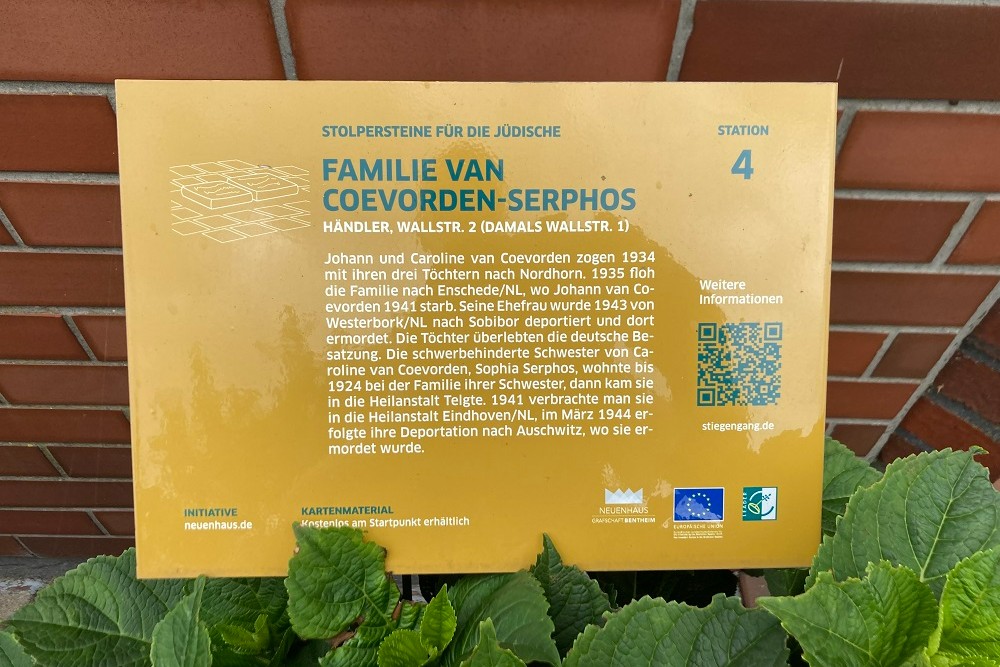 STOLPERSTEINE FÜR DIE JÜDISCHE
STATION
4
FAMILIE VAN
COEVORDEN-SERPHOS
HÄNDLER, WALLSTR. 2 (DAMALS WALLSTR. 1)
Johann und Caroline van Coevorden zogen 1934
mit ihren drei Töchtern nach Nordhorn. 1935 floh
die Familie nach Enschede/NL, wo Johann van Co-
evorden 1941 starb. Seine Ehefrau wurde 1943 von
Westerbork/NL nach Sobibor deportiert und dort
ermordet. Die Töchter überlebten die deutsche Be-
satzung. Die schwerbehinderte Schwester von Ca-
roline van Coevorden, Sophia Serphos, wohnte bis
1924 bei der Familie ihrer Schwester, dann kam sie
in die Heilanstalt Telgte. 1941 verbrachte man sie
in die Heilanstalt Eindhoven/NL, im März 1944 er-
folgte ihre Deportation nach Auschwitz, wo sie er-
mordet wurde.
Weitere
Informationen
stiegengang.de
INITIATIVE
neuenhaus.de
KARTENMATERIAL
Kostenlos am Startpunkt erhältlich
NEUENHAUS
GRAFSCHAFT BENTHEIM
EUROPÄISCHE UNION
LEADER